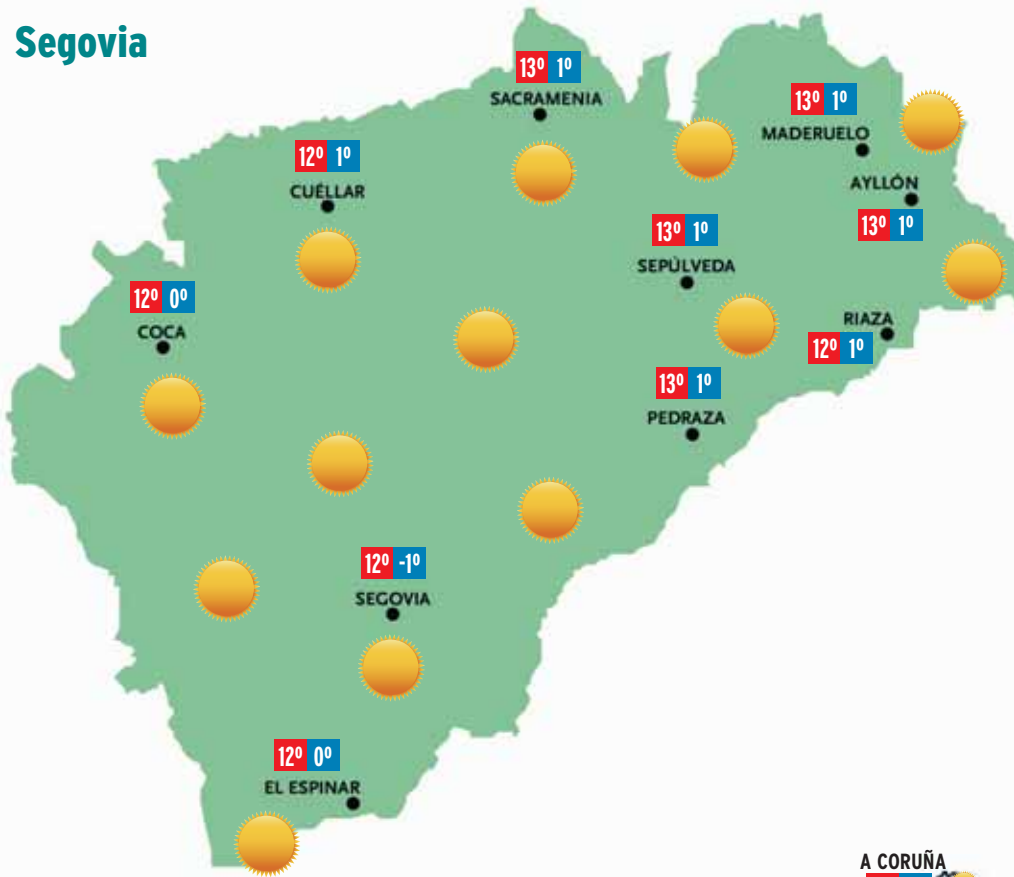 Segovia
13º 1º
SACRAMENIA
13º 1º
MADERUELO
12º 1º
CUÉLLAR
AYLLÓN
13º 1º
13º 1º
SEPÚLVEDA
12º 0º
COCA
RIAZA
12º 1º
13º 1º
PEDRAZA
12º -1º
SEGOVIA
12º 0º
EL ESPINAR
A CORUÑA